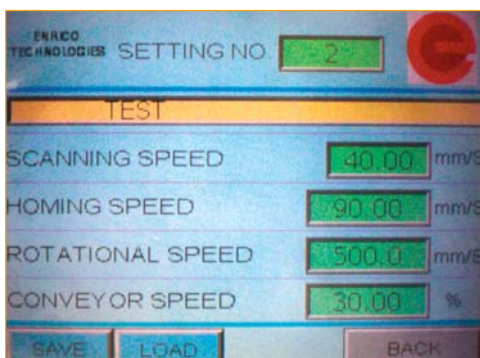 ENRICO
TECHNOLOGIES
SETTING NO. 2
TEST
SCANNING SPEED 40.00 mm/S
HOMING SPEED 90.00 mm/S
ROTATIONAL SPEED 500.0 mm/S
CONVEYOR SPEED 30.00 %
SAVE LOAD BACK